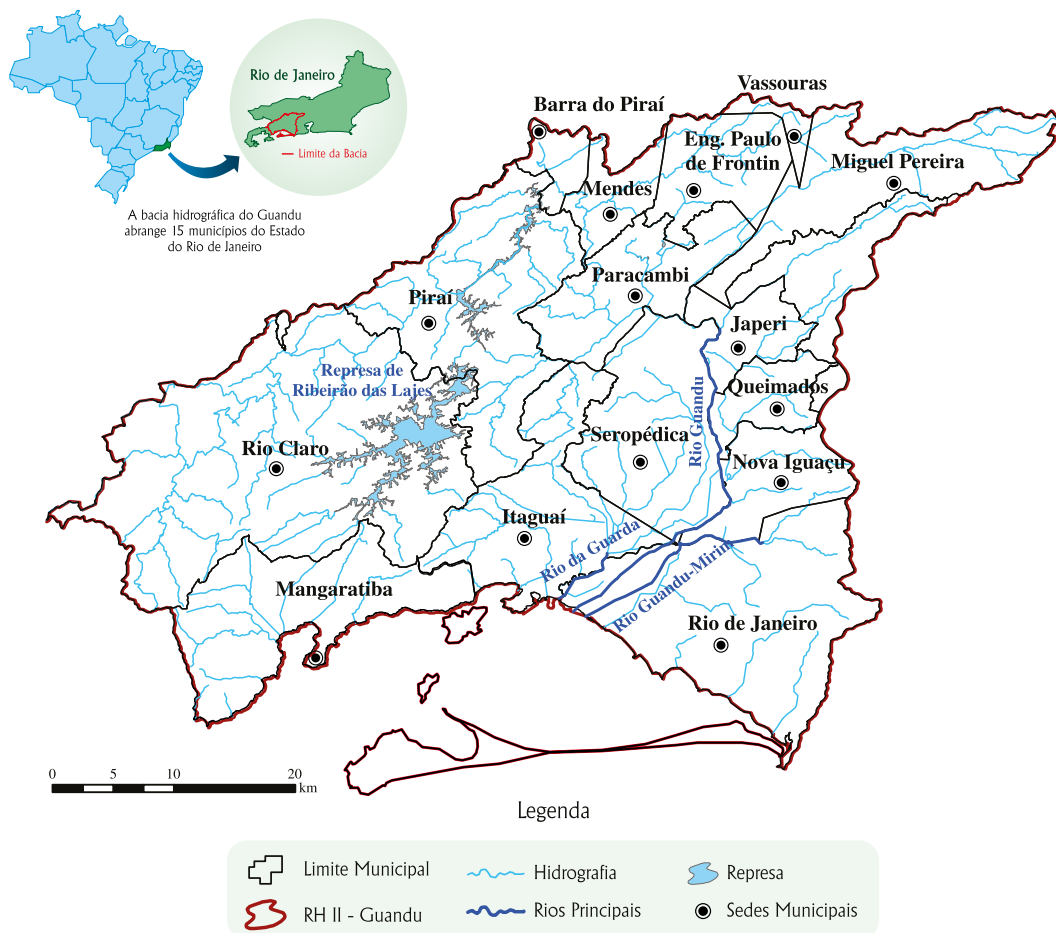 Rio de Janeiro
Limite da Bacia
A bacia hidrográfica do Guandu
abrange 15 municípios do Estado
do Rio de Janeiro
Vassouras
Barra do Piraí
Eng. Paulo
de Frontin
Miguel Pereira
Mendes
Paracambi
Piraí
Japeri
Represa de
Ribeirão das Lajes
Queimados
Rio Guandu
Seropédica
Rio Claro
Nova Iguaçu
Itaguaí
Rio da Guarda
Rio Guandu-Mirim
Mangaratiba
Rio de Janeiro
0 5 10 20
km
Legenda
Limite Municipal
Hidrografia
Represa
RH II - Guandu
Rios Principais
Sedes Municipais